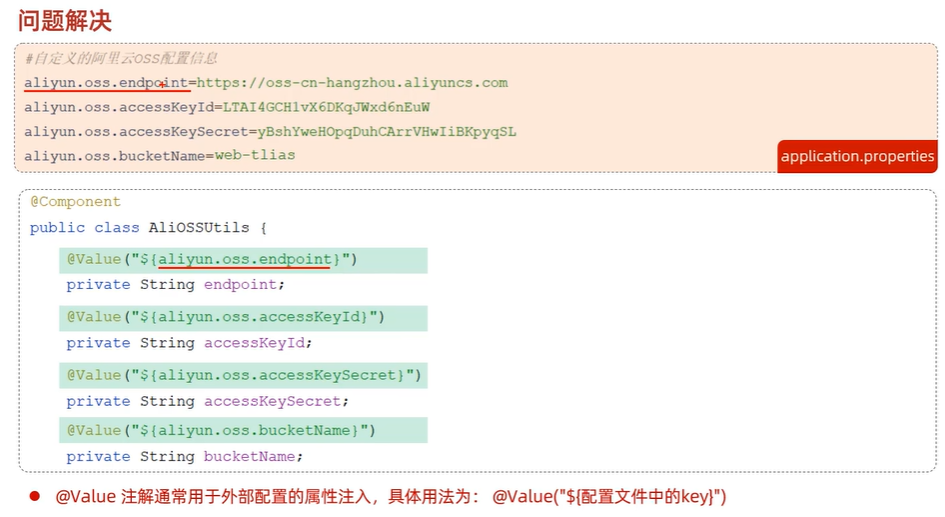 问题解决
#自定义的阿里云OSS配置信息
aliyun.oss.endpoint=https://oss-cn-hangzhou.aliyuncs.com
aliyun.oss.accessKeyId=LTAI4GCH1vX6DKqJWxd6nEuW
aliyun.oss.accessKeySecret=yBshYweHOpqDuhCArrVHwIiBKpyqSL
aliyun.oss.bucketName=web-tlias
application.properties
@Component
public class AliOSSUtils {
@Value("${aliyun.oss.endpoint}")
private String endpoint;
@Value("${aliyun.oss.accessKeyId}")
private String accessKeyId;
@Value("${aliyun.oss.accessKeySecret}")
private String accessKeySecret;
@Value("${aliyun.oss.bucketName}")
private String bucketName;
● @Value 注解通常用于外部配置的属性注入，具体用法为： @Value("${配置文件中的key}")